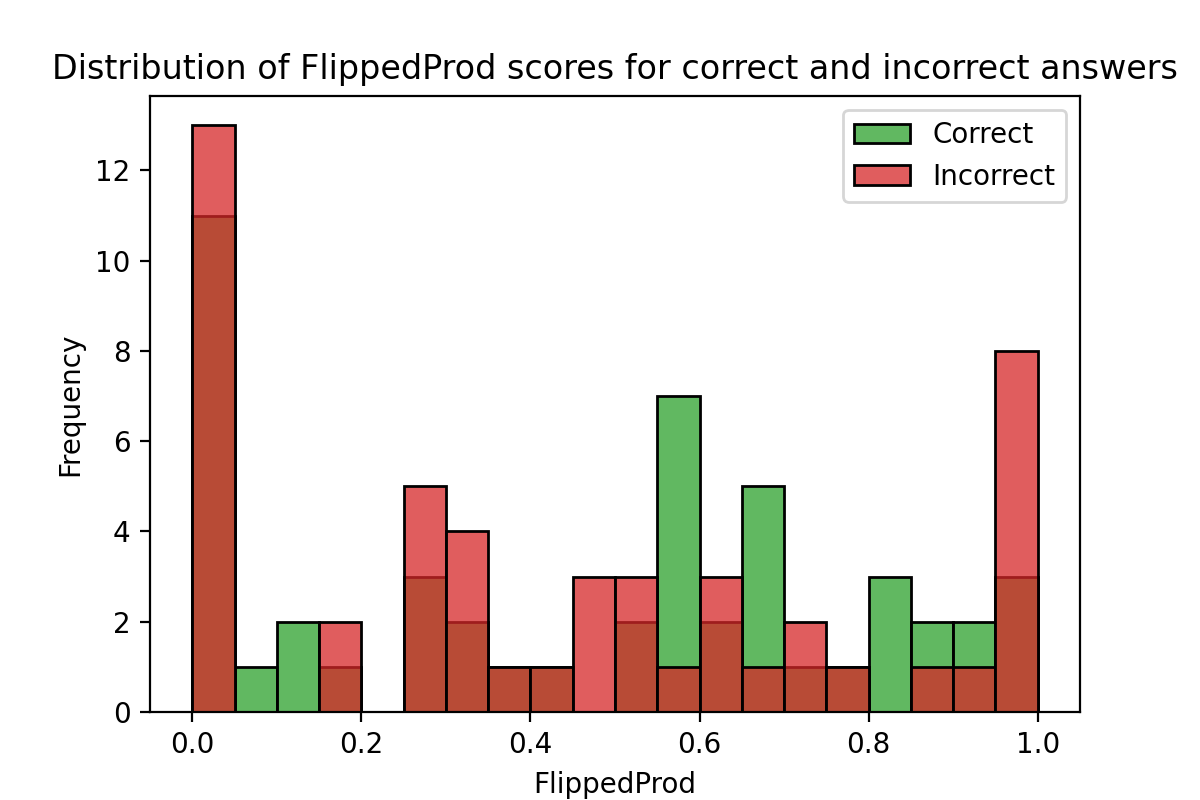 Distribution of FlippedProd scores for correct and incorrect answers
Correct
Incorrect
12
10
8
6
4
2
0
Frequency
0.0 0.2 0.4 0.6 0.8 1.0
FlippedProd